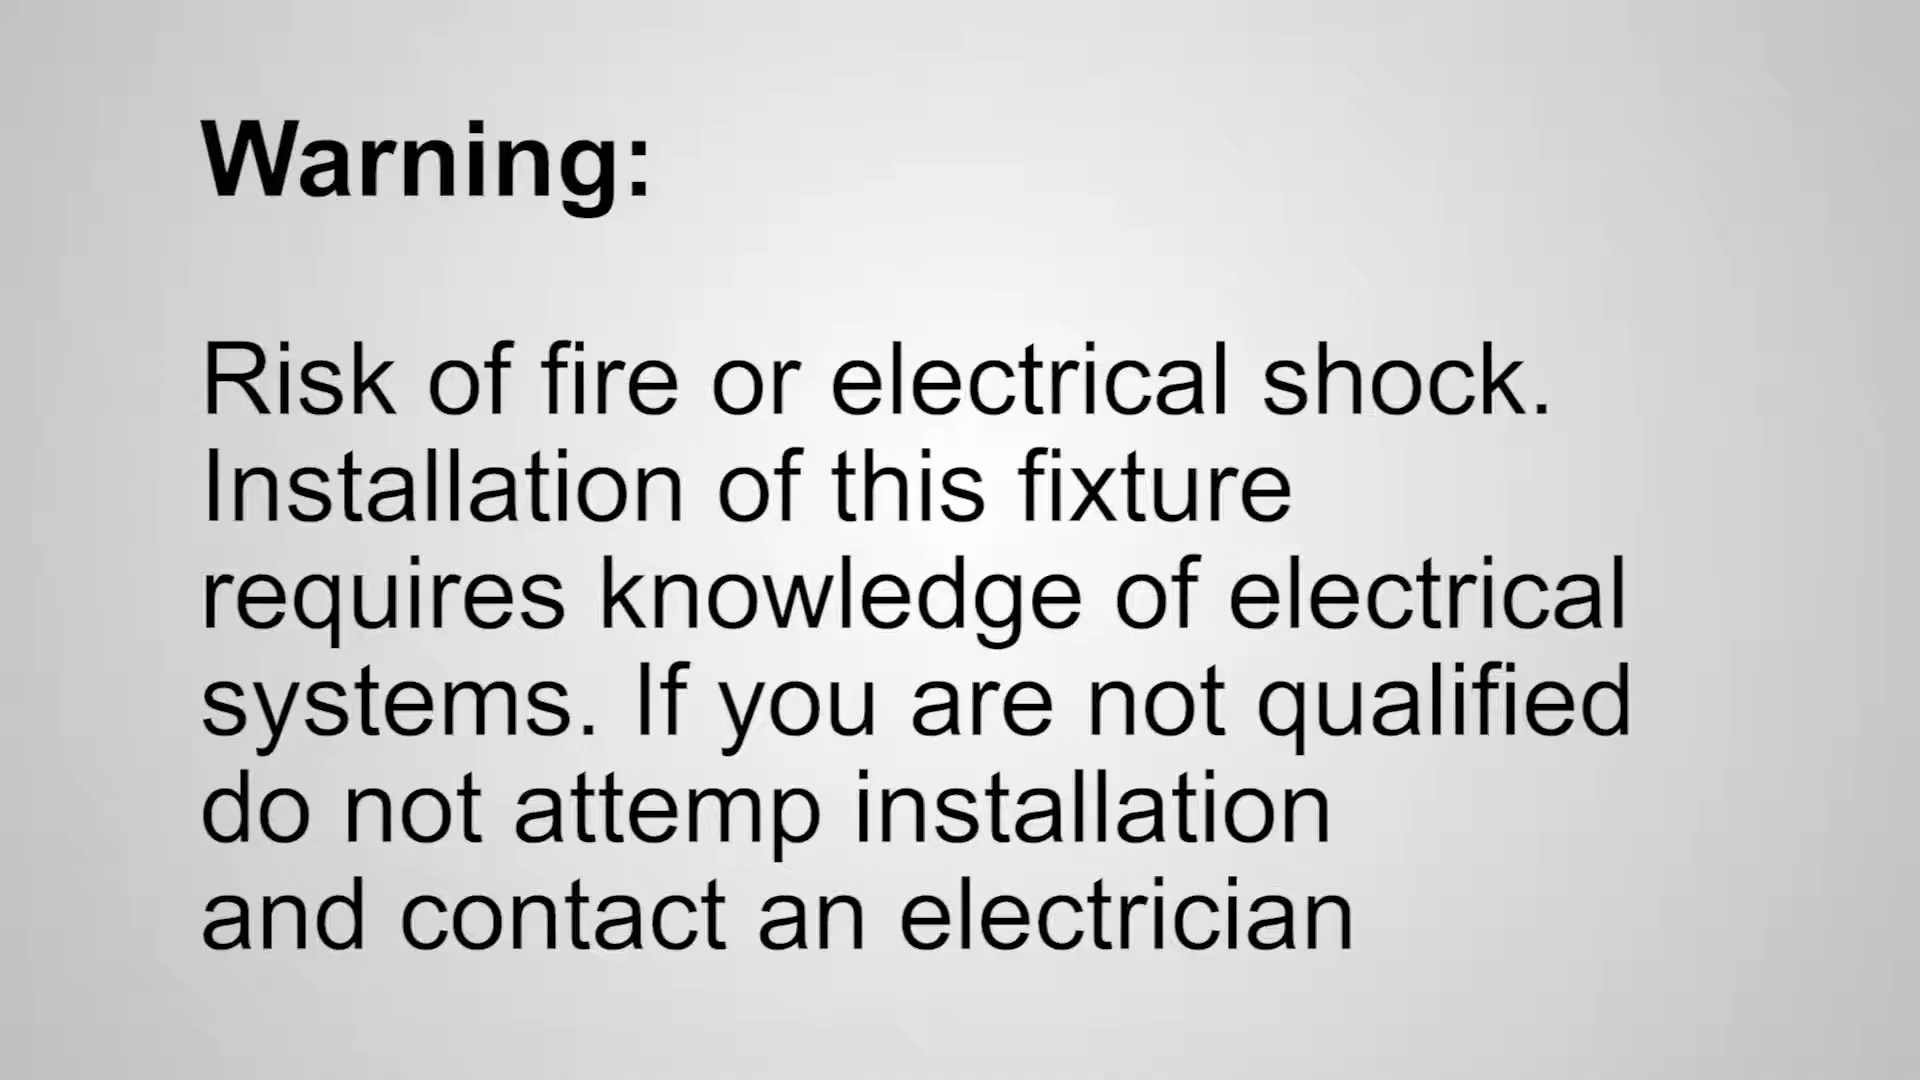 Warning:
Risk of fire or electrical shock.
Installation of this fixture
requires knowledge of electrical
systems. If you are not qualified
do not attemp installation
and contact an electrician